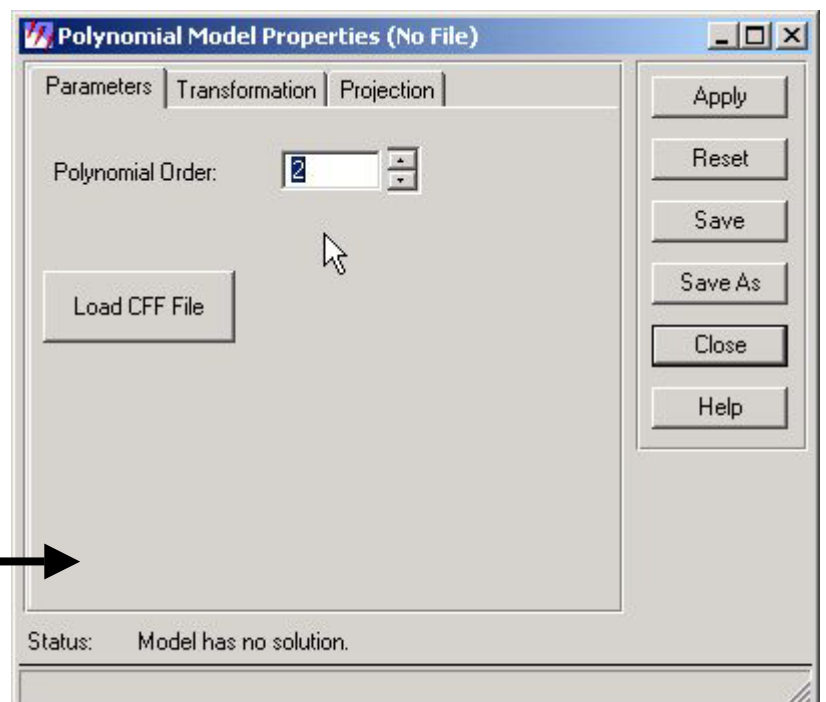 Polynomial Model Properties (No File)
Parameters
Transformation
Projection
Polynomial Order:
2
Load CFF File
Apply
Reset
Save
Save As
Close
Help
Status: Model has no solution.